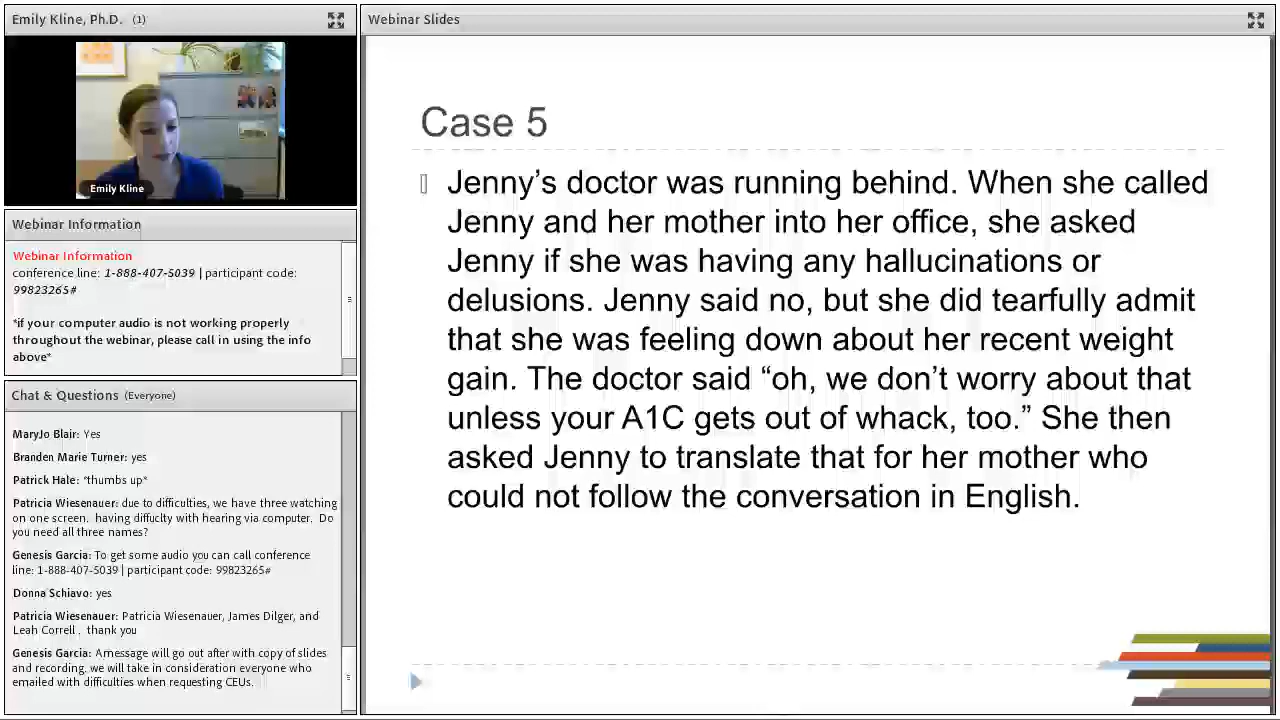 Emily Kline, Ph.D. (1)
Emily Kline
Webinar Information
Webinar Information
conference line: 1-888-407-5039 | participant code:
99823265#
*if your computer audio is not working properly
throughout the webinar, please call in using the info
above*
Chat & Questions (Everyone)
MaryJo Blair: Yes
Branden Marie Turner: yes
Patrick Hale: *thumbs up*
Patricia Wiesenauer: due to difficulties, we have three watching
on one screen. having diffuclty with hearing via computer. Do
you need all three names?
Genesis Garcia: To get some audio you can call conference
line: 1-888-407-5039 | participant code: 99823265#
Donna Schiavo: yes
Patricia Wiesenauer: Patricia Wiesenauer, James Dilger, and
Leah Correll . thank you
Genesis Garcia: A message will go out after with copy of slides
and recording. we will take in consideration everyone who
emailed with difficulties when requesting CEUs.
Webinar Slides
Case 5
Jenny’s doctor was running behind. When she called
Jenny and her mother into her office, she asked
Jenny if she was having any hallucinations or
delusions. Jenny said no, but she did tearfully admit
that she was feeling down about her recent weight
gain. The doctor said “oh, we don’t worry about that
unless your A1C gets out of whack, too.” She then
asked Jenny to translate that for her mother who
could not follow the conversation in English.